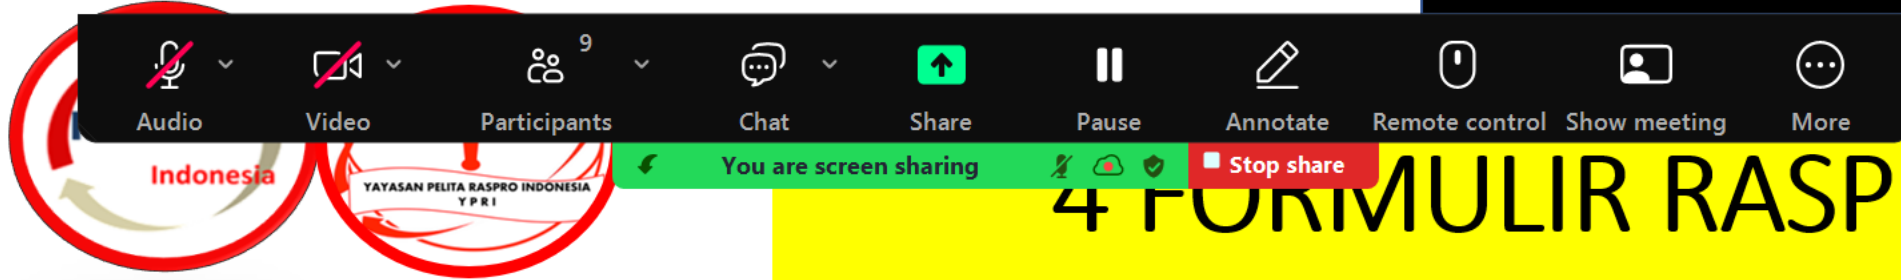 9
Audio
Video
Participants
Chat
Share
Pause
Annotate
Remote control
Show meeting
More
You are screen sharing
Stop share
Indonesia
YAYASAN PELITA RASPRO INDONESIA
YPRI
4 FORMULIR RASP